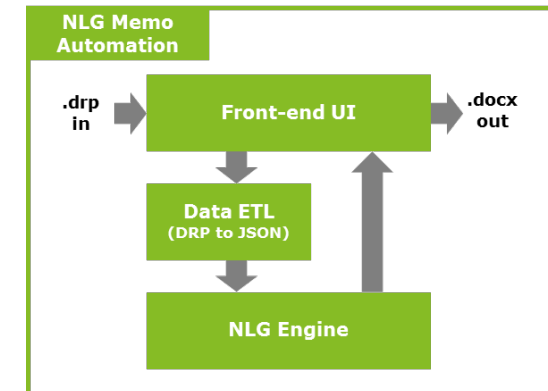 NLG Memo
Automation
.drp
in
Front-end UI
.docx
out
Data ETL
(DRP to JSON)
NLG Engine